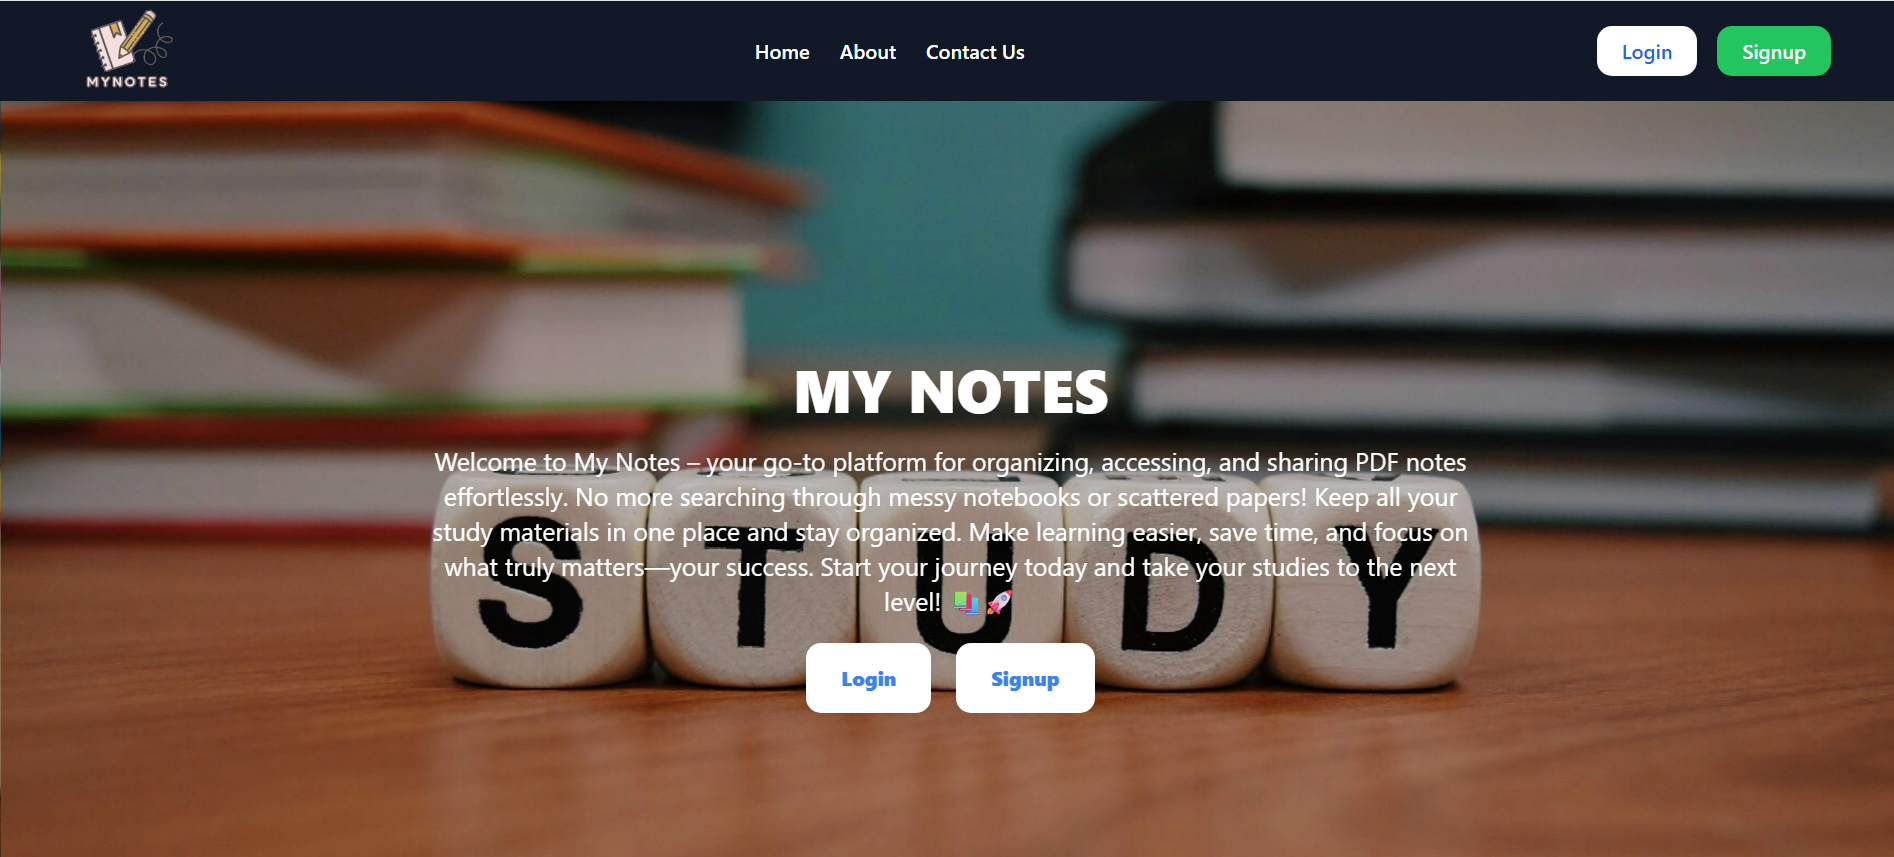 MYNOTES
Home About Contact Us
Login Signup
MY NOTES
Welcome to My Notes – your go-to platform for organizing, accessing, and sharing PDF notes
effortlessly. No more searching through messy notebooks or scattered papers! Keep all your
study materials in one place and stay organized. Make learning easier, save time, and focus on
what truly matters—your success. Start your journey today and take your studies to the next
level! 📚🚀
STUDY
Login Signup